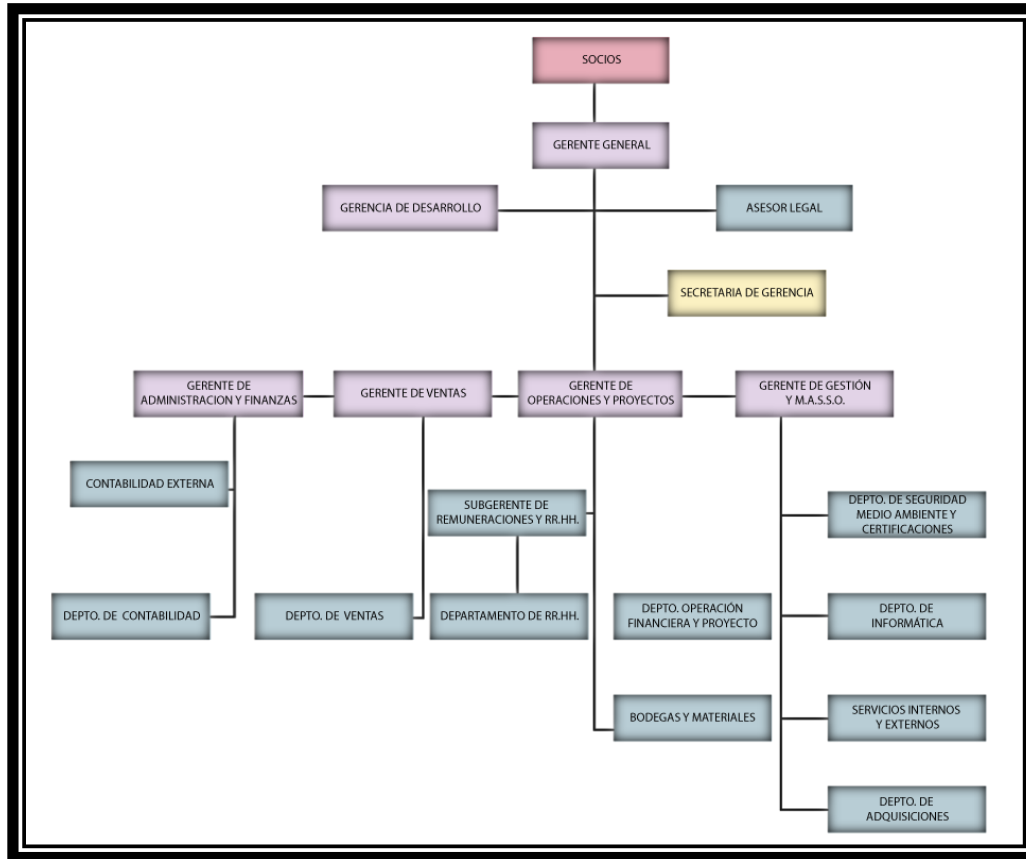 SOCIOS
GERENTE GENERAL
GERENCIA DE DESARROLLO
ASESOR LEGAL
SECRETARIA DE GERENCIA
GERENTE DE
ADMINISTRACION Y FINANZAS
GERENTE DE VENTAS
GERENTE DE
OPERACIONES Y PROYECTOS
GERENTE DE GESTIÓN
Y M.A.S.S.O.
CONTABILIDAD EXTERNA
SUBGERENTE DE
REMUNERACIONES Y RR.HH.
DEPTO. DE SEGURIDAD
MEDIO AMBIENTE Y
CERTIFICACIONES
DEPTO. DE CONTABILIDAD
DEPTO. DE VENTAS
DEPARTAMENTO DE RR.HH.
DEPTO. OPERACIÓN
FINANCIERA Y PROYECTO
DEPTO. DE
INFORMÁTICA
BODEGAS Y MATERIALES
SERVICIOS INTERNOS
Y EXTERNOS
DEPTO. DE
ADQUISICIONES